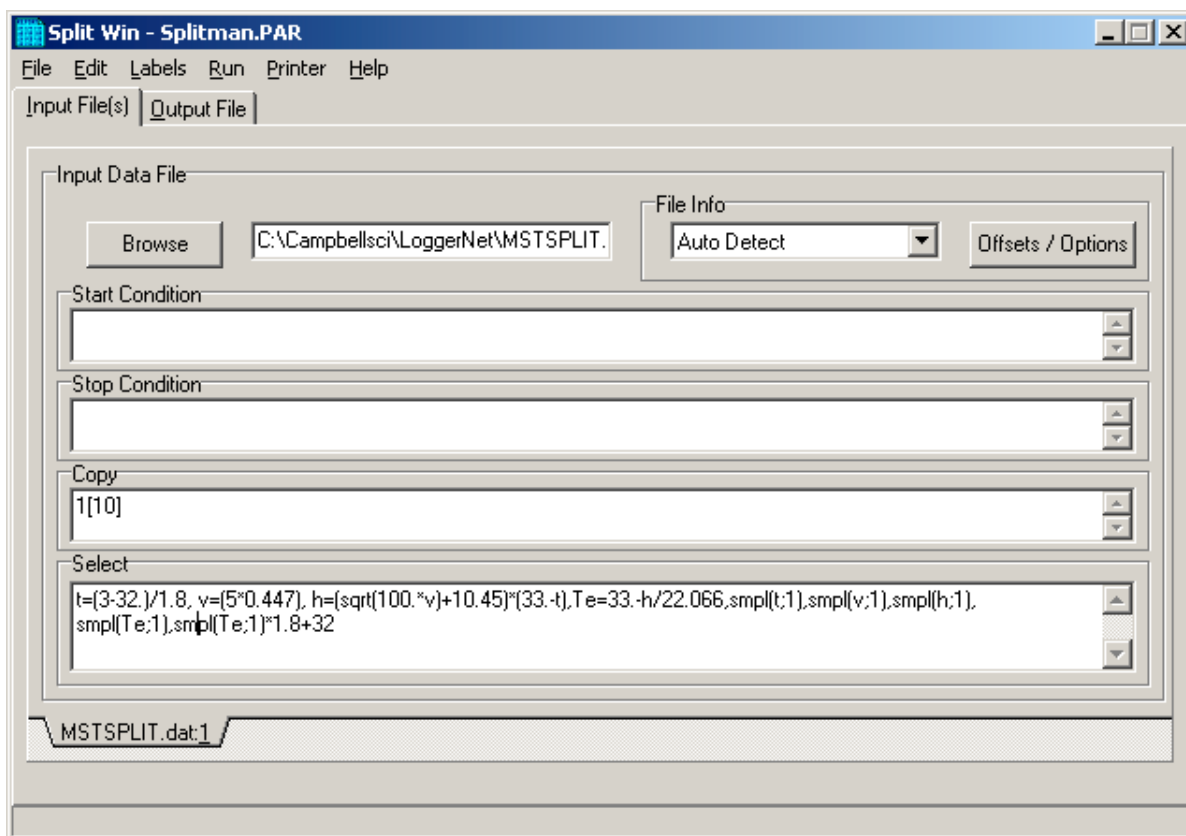 Split Win - Splitman.PAR
File Edit Labels Run Printer Help
Input File(s) Output File
Input Data File
File Info
Browse C:\Campbellsci\LoggerNet\MSTSPLIT. Auto Detect Offsets / Options
Start Condition
Stop Condition
Copy
1[10]
Select
t=(3-32.)/1.8, v=(5*0.447), h=(sqrt(100.*v)+10.45)*(33.-t),Te=33.-h/22.066,smpl(t;1),smpl(v;1),smpl(h;1),
smpl(Te;1),smpl(Te;1)*1.8+32
MSTSPLIT.dat:1